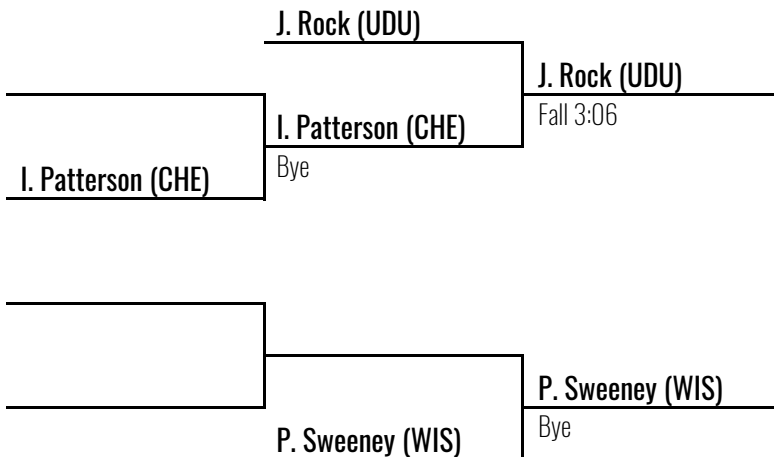 J. Rock (UDU)
J. Rock (UDU)
Fall 3:06
I. Patterson (CHE)
Bye
I. Patterson (CHE)
P. Sweeney (WIS)
Bye
P. Sweeney (WIS)